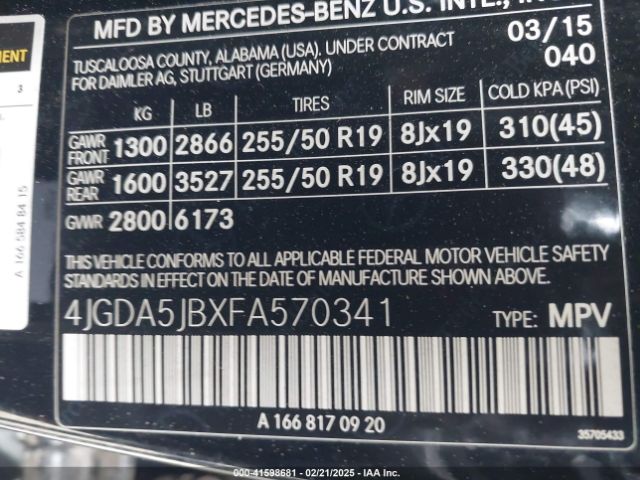 MFD BY MERCEDES-BENZ U.S. INTL., IN
TUSCALOOSA COUNTY, ALABAMA (USA). UNDER CONTRACT 03/15
FOR DAIMLER AG, STUTTGART (GERMANY) 040
KG LB TIRES RIM SIZE COLD KPA (PSI)
GAWR FRONT 1300 2866 255/50 R19 8Jx19 310(45)
GAWR REAR 1600 3527 255/50 R19 8Jx19 330(48)
GVWR 2800 6173
THIS VEHICLE CONFORMS TO ALL APPLICABLE FEDERAL MOTOR VEHICLE SAFETY
STANDARDS IN EFFECT ON THE DATE OF MANUFACTURE SHOWN ABOVE.
4JGDA5JBXFA570341 TYPE: MPV
A 166 817 09 20
35705433
3
A 166 584 84 15
000-41598681 - 02/21/2025 - IAA Inc.